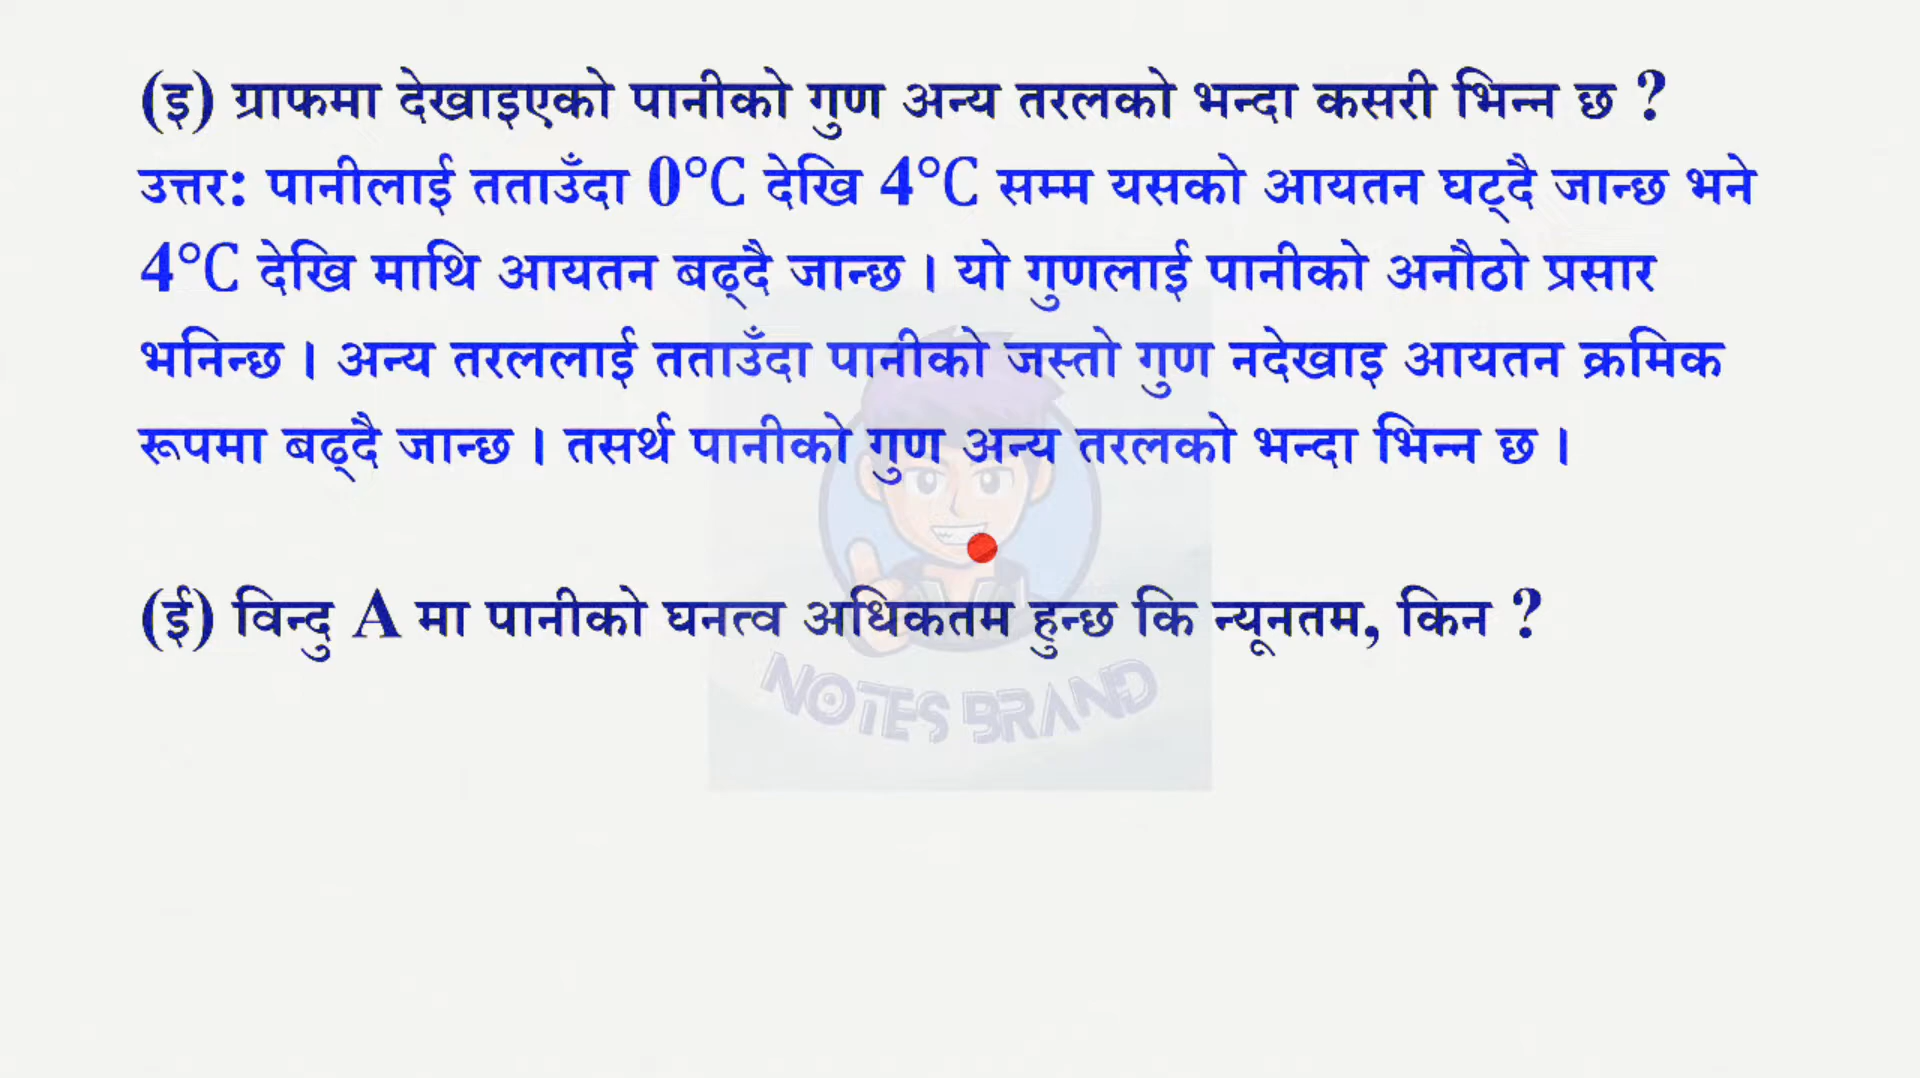 (इ) ग्राफमा देखाइएको पानीको गुण अन्य तरलको भन्दा कसरी भिन्न छ ?
उत्तर: पानीलाई तताउँदा 0°C देखि 4°C सम्म यसको आयतन घट्दै जान्छ भने
4°C देखि माथि आयतन बढ्दै जान्छ । यो गुणलाई पानीको अनौठो प्रसार
भनिन्छ । अन्य तरललाई तताउँदा पानीको जस्तो गुण नदेखाइ आयतन क्रमिक
रूपमा बढ्दै जान्छ । तसर्थ पानीको गुण अन्य तरलको भन्दा भिन्न छ ।
(ई) विन्दु A मा पानीको घनत्व अधिकतम हुन्छ कि न्यूनतम, किन ?
NOTES BRAND